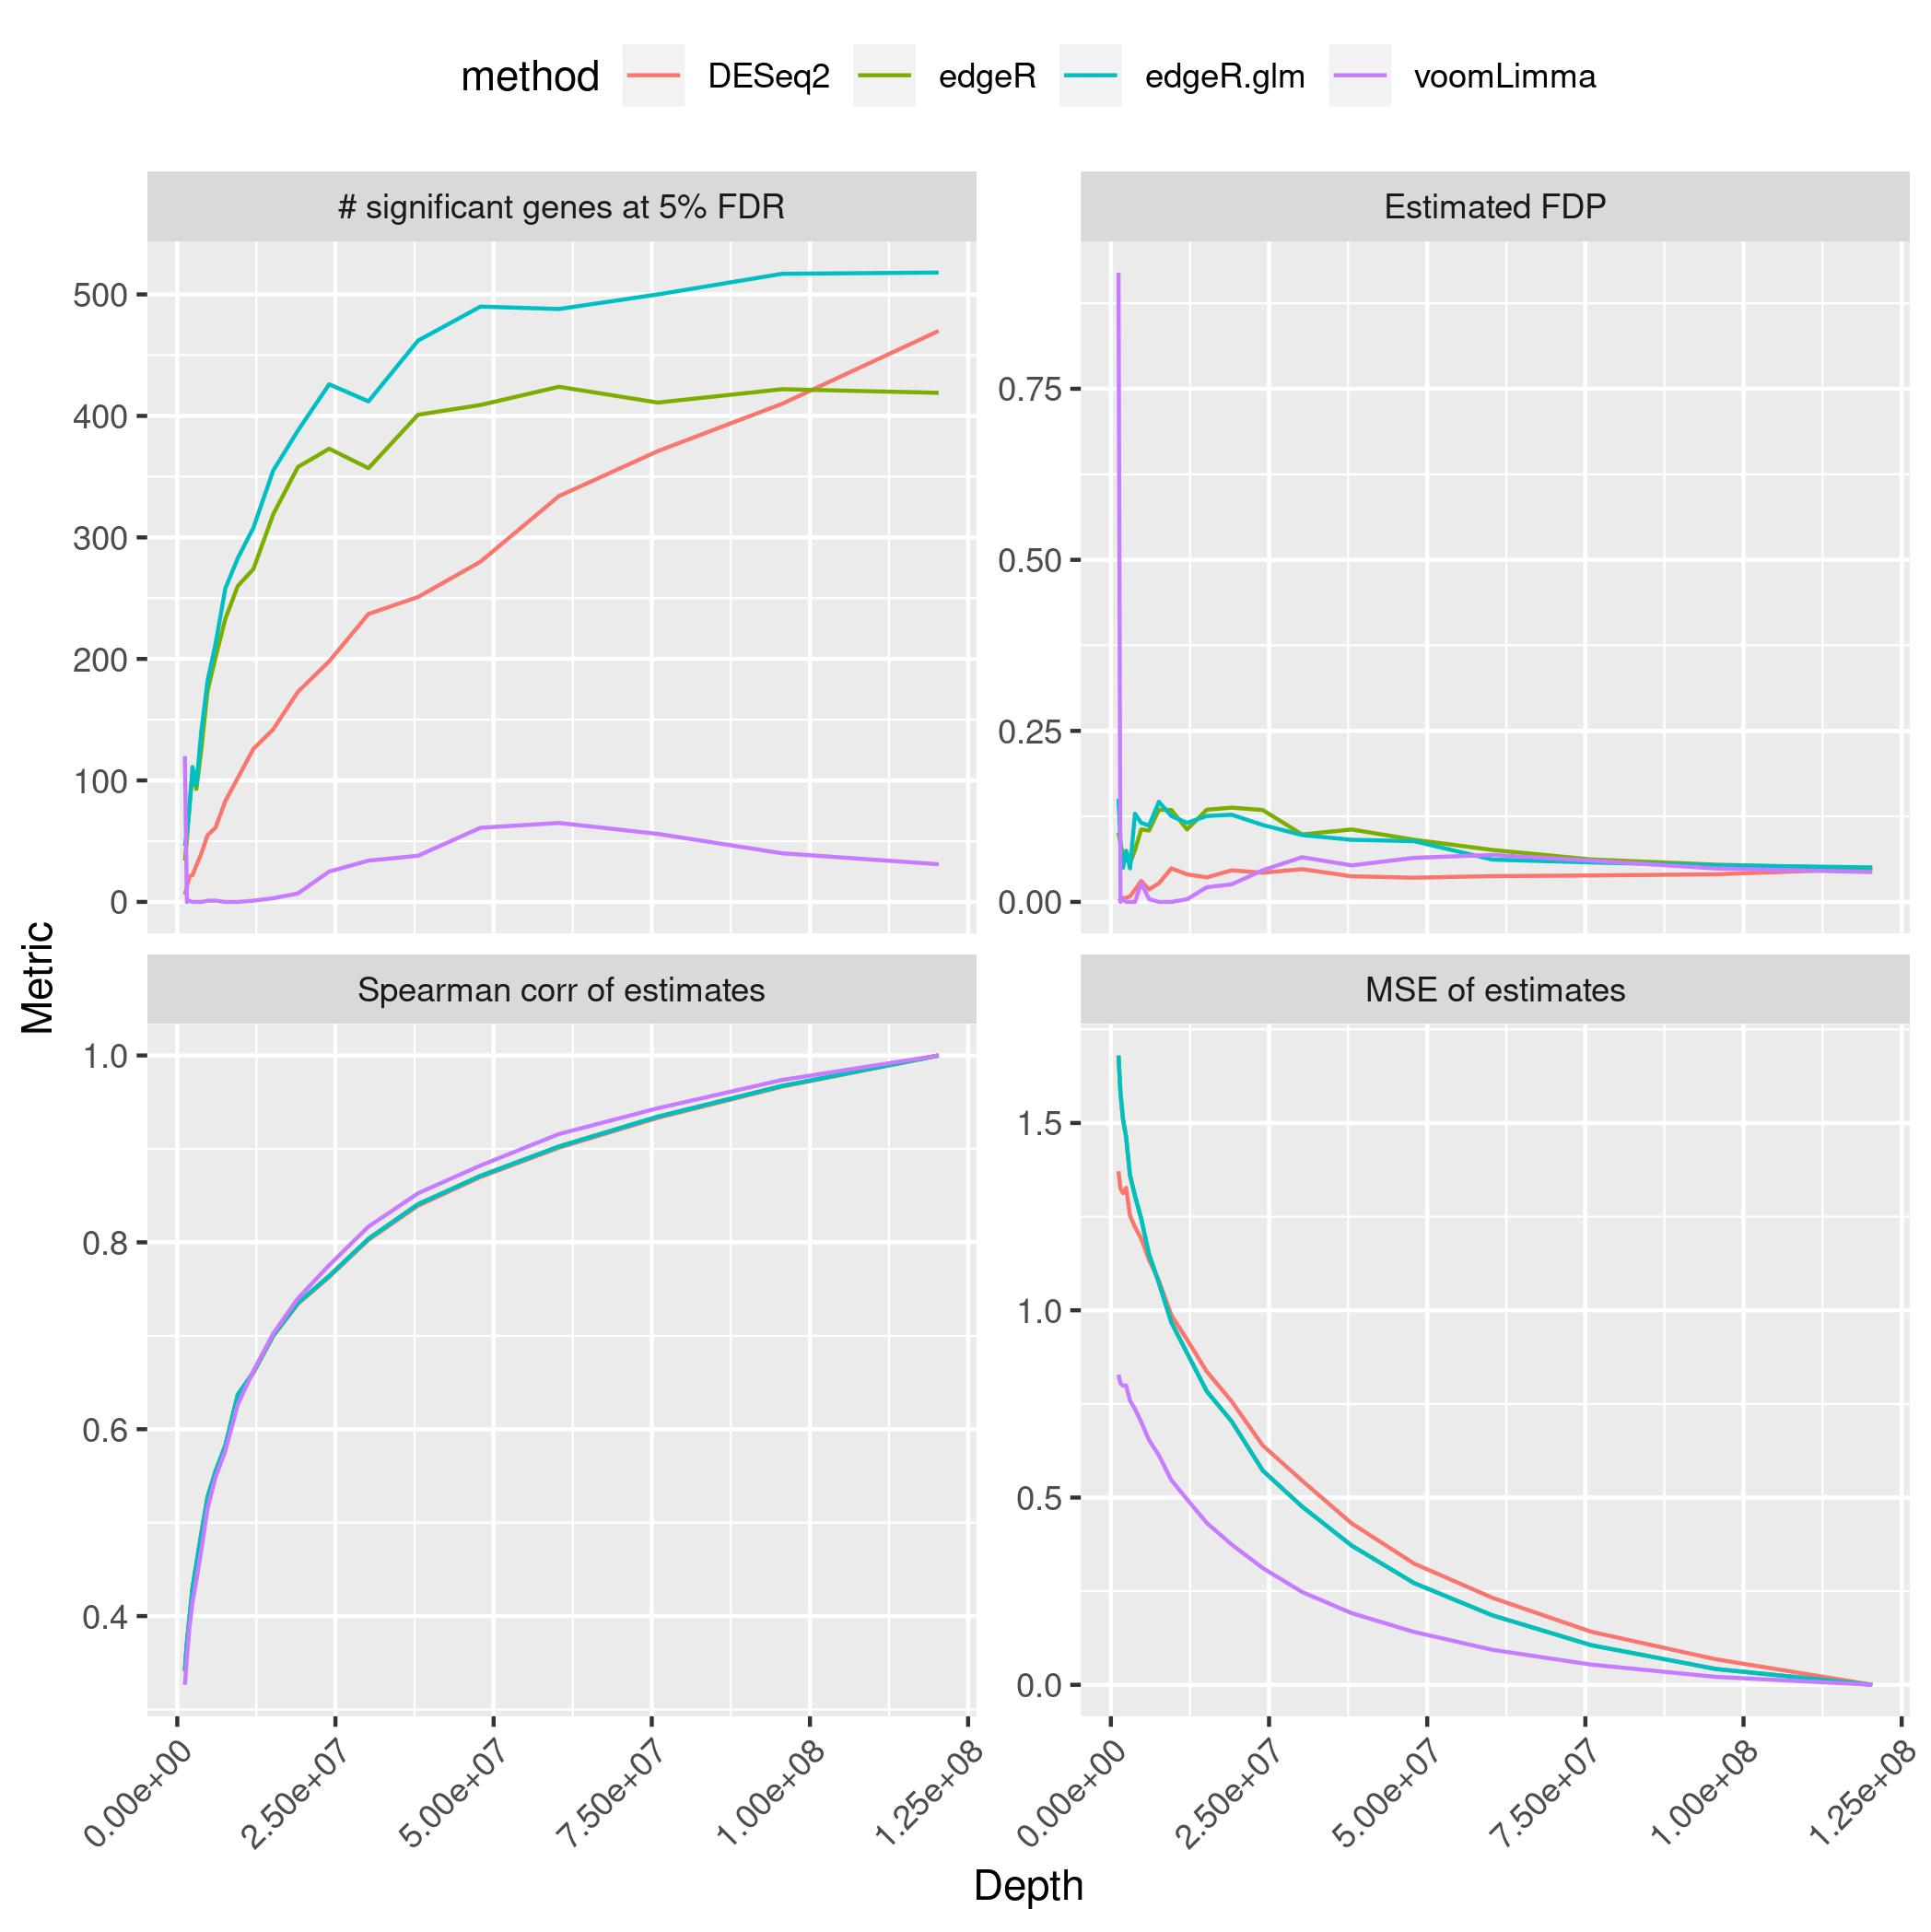 method DESeq2 edgeR edgeR.glm voomLimma
# significant genes at 5% FDR
Estimated FDP
500
400
300
200
100
0
0.75
0.50
0.25
0.00
Metric
Spearman corr of estimates
MSE of estimates
1.0
0.8
0.6
0.4
1.5
1.0
0.5
0.0
0.00e+00 2.50e+07 5.00e+07 7.50e+07 1.00e+08 1.25e+08
0.00e+00 2.50e+07 5.00e+07 7.50e+07 1.00e+08 1.25e+08
Depth